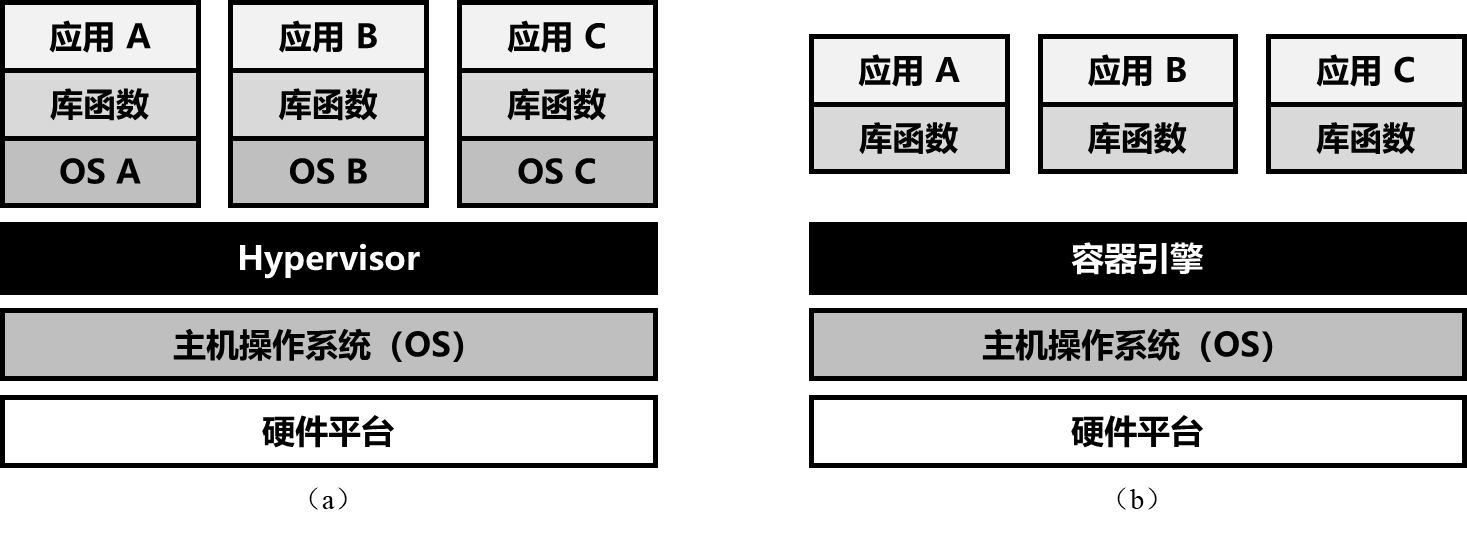 应用 A
应用 B
应用 C
库函数
库函数
库函数
OS A
OS B
OS C
Hypervisor
主机操作系统（OS）
硬件平台
（a）
应用 A
应用 B
应用 C
库函数
库函数
库函数
容器引擎
主机操作系统（OS）
硬件平台
（b）